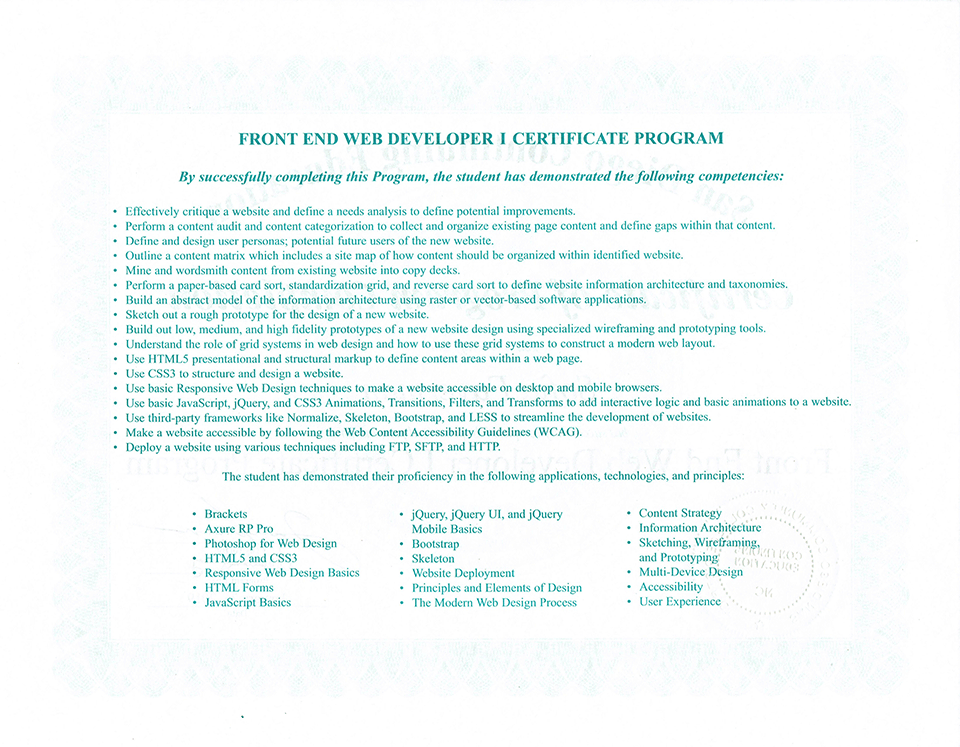 FRONT END WEB DEVELOPER I CERTIFICATE PROGRAM
By successfully completing this Program, the student has demonstrated the following competencies:
• Effectively critique a website and define a needs analysis to define potential improvements.
• Perform a content audit and content categorization to collect and organize existing page content and define gaps within that content.
• Define and design user personas; potential future users of the new website.
• Outline a content matrix which includes a site map of how content should be organized within identified website.
• Mine and wordsmith content from existing website into copy decks.
• Perform a paper-based card sort, standardization grid, and reverse card sort to define website information architecture and taxonomies.
• Build an abstract model of the information architecture using raster or vector-based software applications.
• Sketch out a rough prototype for the design of a new website.
• Build out low, medium, and high fidelity prototypes of a new website design using specialized wireframing and prototyping tools.
• Understand the role of grid systems in web design and how to use these grid systems to construct a modern web layout.
• Use HTML5 presentational and structural markup to define content areas within a web page.
• Use CSS3 to structure and design a website.
• Use basic Responsive Web Design techniques to make a website accessible on desktop and mobile browsers.
• Use basic JavaScript, jQuery, and CSS3 Animations, Transitions, Filters, and Transforms to add interactive logic and basic animations to a website.
• Use third-party frameworks like Normalize, Skeleton, Bootstrap, and LESS to streamline the development of websites.
• Make a website accessible by following the Web Content Accessibility Guidelines (WCAG).
• Deploy a website using various techniques including FTP, SFTP, and HTTP.
The student has demonstrated their proficiency in the following applications, technologies, and principles:
• Brackets
• Axure RP Pro
• Photoshop for Web Design
• HTML5 and CSS3
• Responsive Web Design Basics
• HTML Forms
• JavaScript Basics
• jQuery, jQuery UI, and jQuery
Mobile Basics
• Bootstrap
• Skeleton
• Website Deployment
• Principles and Elements of Design
• The Modern Web Design Process
• Content Strategy
• Information Architecture
• Sketching, Wireframing,
and Prototyping
• Multi-Device Design
• Accessibility
• User Experience